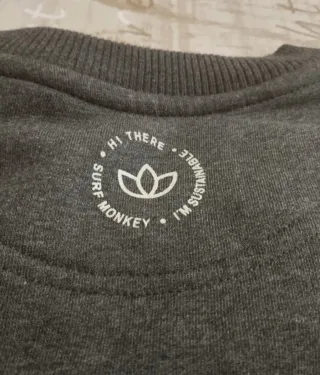 • HI THERE •
I'M SUSTAINABLE •
SURF MONKEY